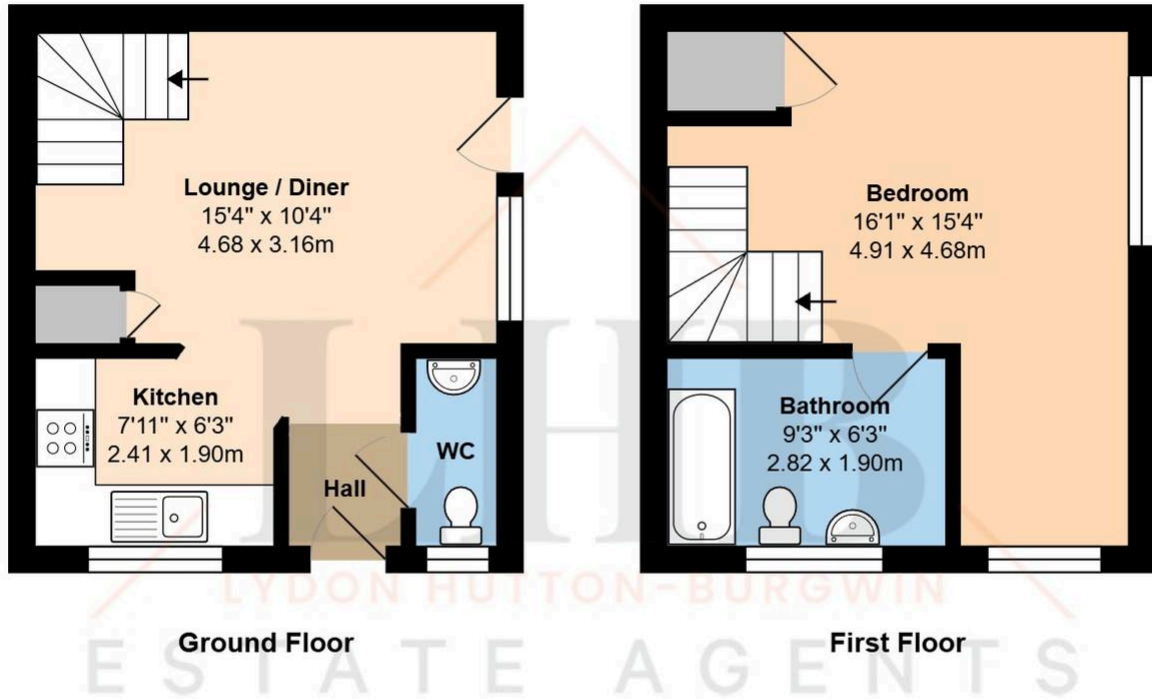 Lounge / Diner
15'4" x 10'4"
4.68 x 3.16m
Kitchen
7'11" x 6'3"
2.41 x 1.90m
Hall
WC
Ground Floor
Bedroom
16'1" x 15'4"
4.91 x 4.68m
Bathroom
9'3" x 6'3"
2.82 x 1.90m
First Floor
LHB
LYDON HUTTON-BURGWIN
ESTATE AGENTS